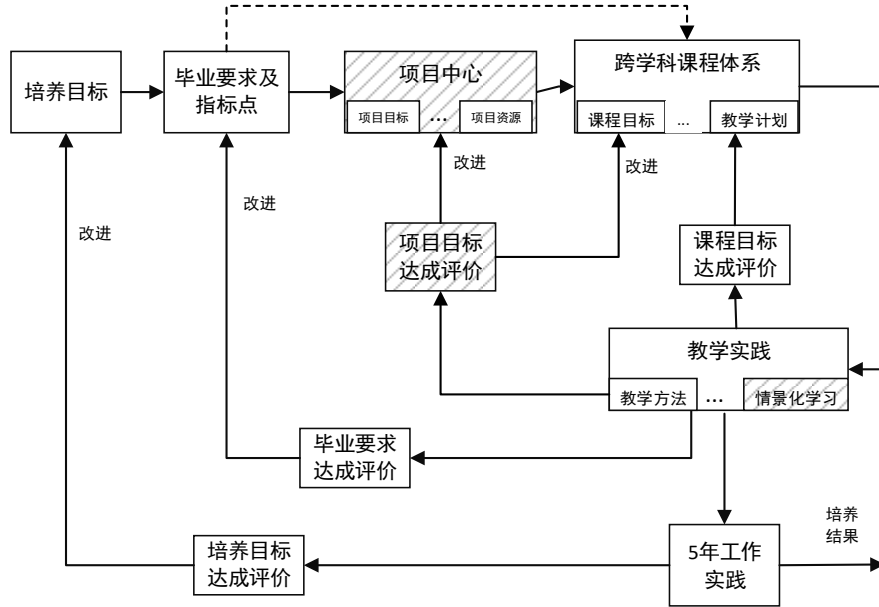 培养目标
毕业要求及
指标点
项目中心
项目目标
...
项目资源
跨学科课程体系
课程目标
...
教学计划
改进
改进
改进
改进
项目目标
达成评价
课程目标
达成评价
教学实践
教学方法
...
情景化学习
毕业要求
达成评价
培养目标
达成评价
5年工作
实践
培养
结果